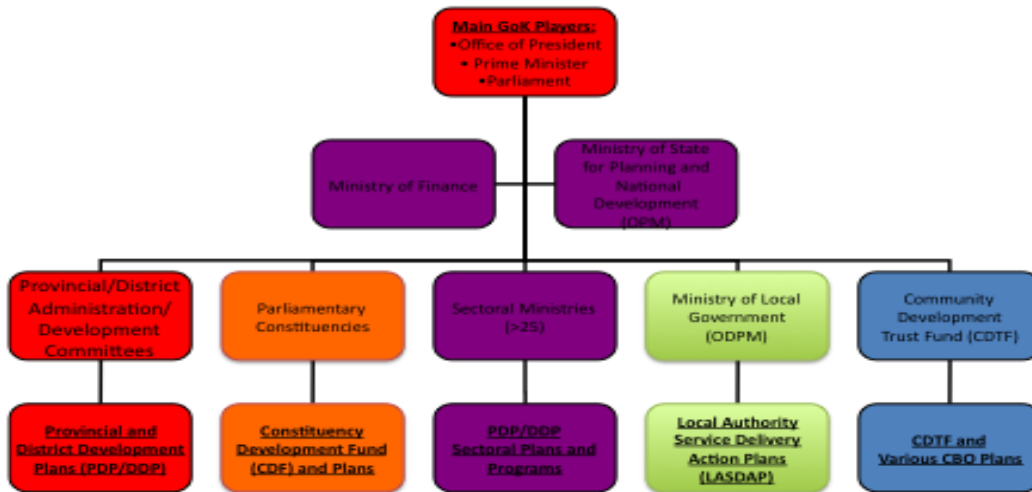 Main GoK Players:
•Office of President
• Prime Minister
•Parliament
Ministry of Finance
Ministry of State
for Planning and
National
Development
(OPM)
Provincial/District
Administration/
Development
Committees
Parliamentary
Constituencies
Sectoral Ministries
(>25)
Ministry of Local
Government
(ODPM)
Community
Development
Trust Fund (CDTF)
Provincial and
District Development
Plans (PDP/DDP)
Constituency
Development Fund
(CDF) and Plans
PDP/DDP
Sectoral Plans and
Programs
Local Authority
Service Delivery
Action Plans
(LASDAP)
CDTF and
Various CBO Plans